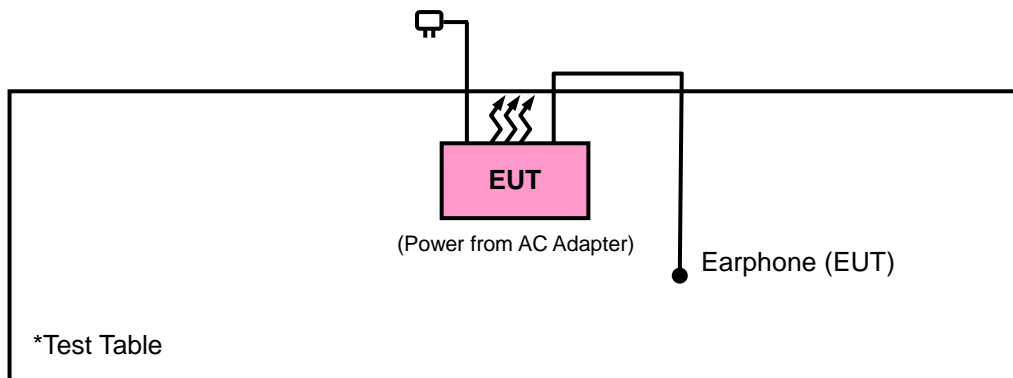 EUT
(Power from AC Adapter)
Earphone (EUT)
*Test Table